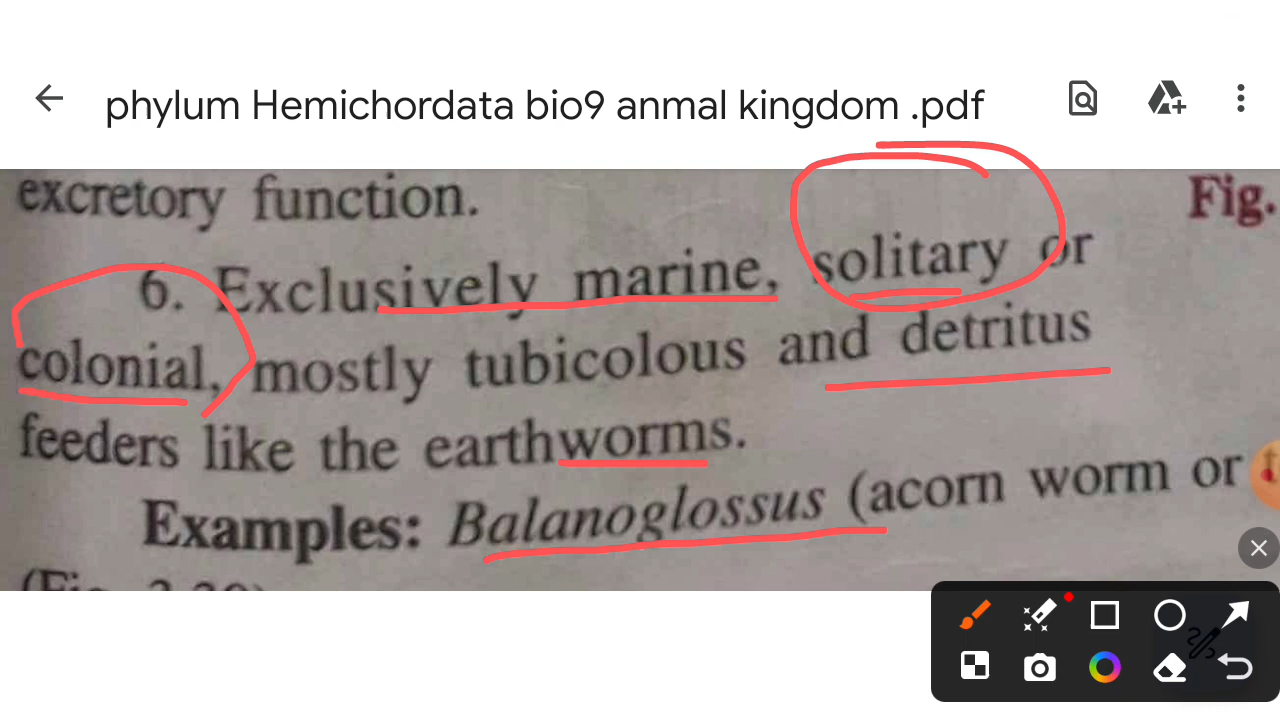 phylum Hemichordata bio9 anmal kingdom .pdf
excretory function.
Fig.
6. Exclusively marine, solitary or
colonial, mostly tubicolous and detritus
feeders like the earthworms.
Examples: Balanoglossus (acorn worm or